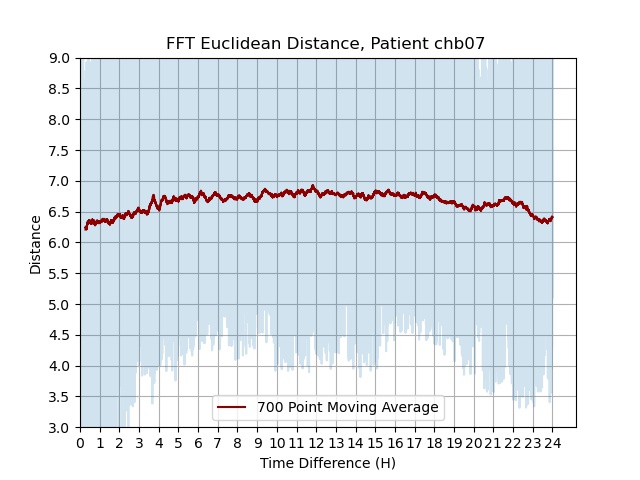 FFT Euclidean Distance, Patient chb07
9.0
8.5
8.0
7.5
7.0
6.5
6.0
5.5
5.0
4.5
4.0
3.5
3.0
Distance
700 Point Moving Average
0 1 2 3 4 5 6 7 8 9 10 11 12 13 14 15 16 17 18 19 20 21 22 23 24
Time Difference (H)